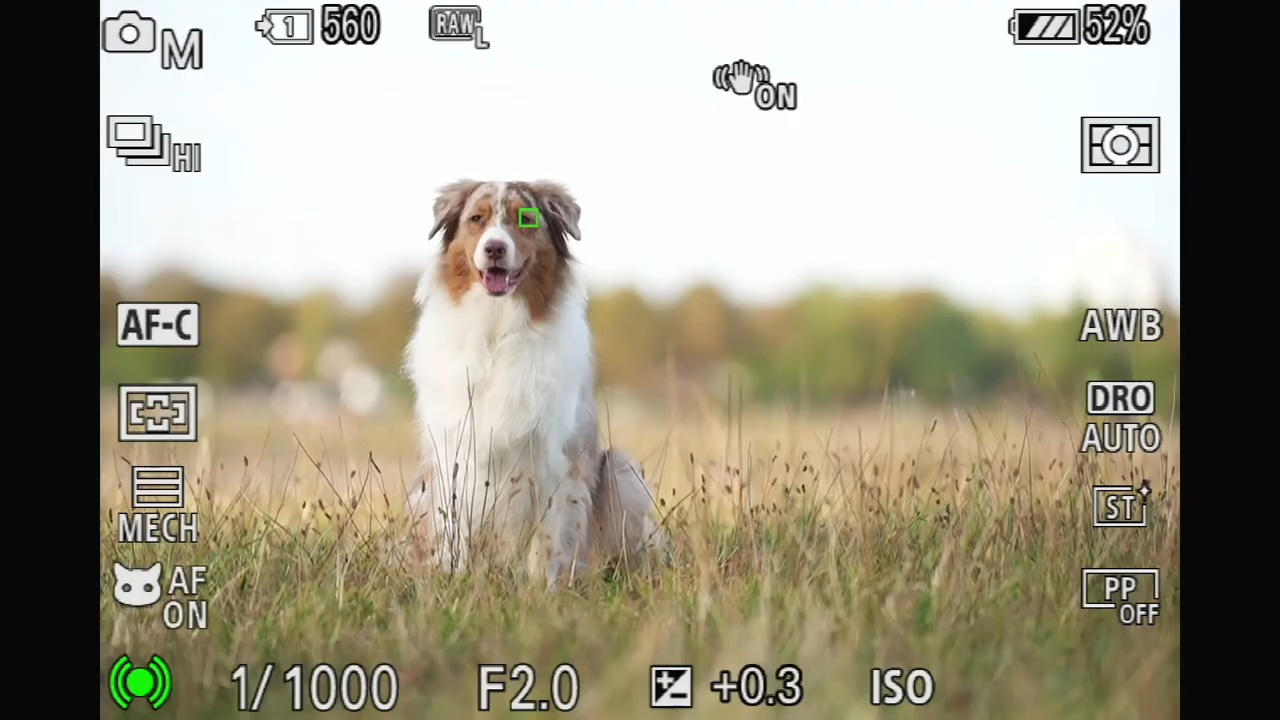 M
1 560
RAW L
52%
ON
HI
AF-C
AWB
DRO
AUTO
MECH
ST
AF
ON
PP
OFF
1/1000 F2.0 +0.3 ISO